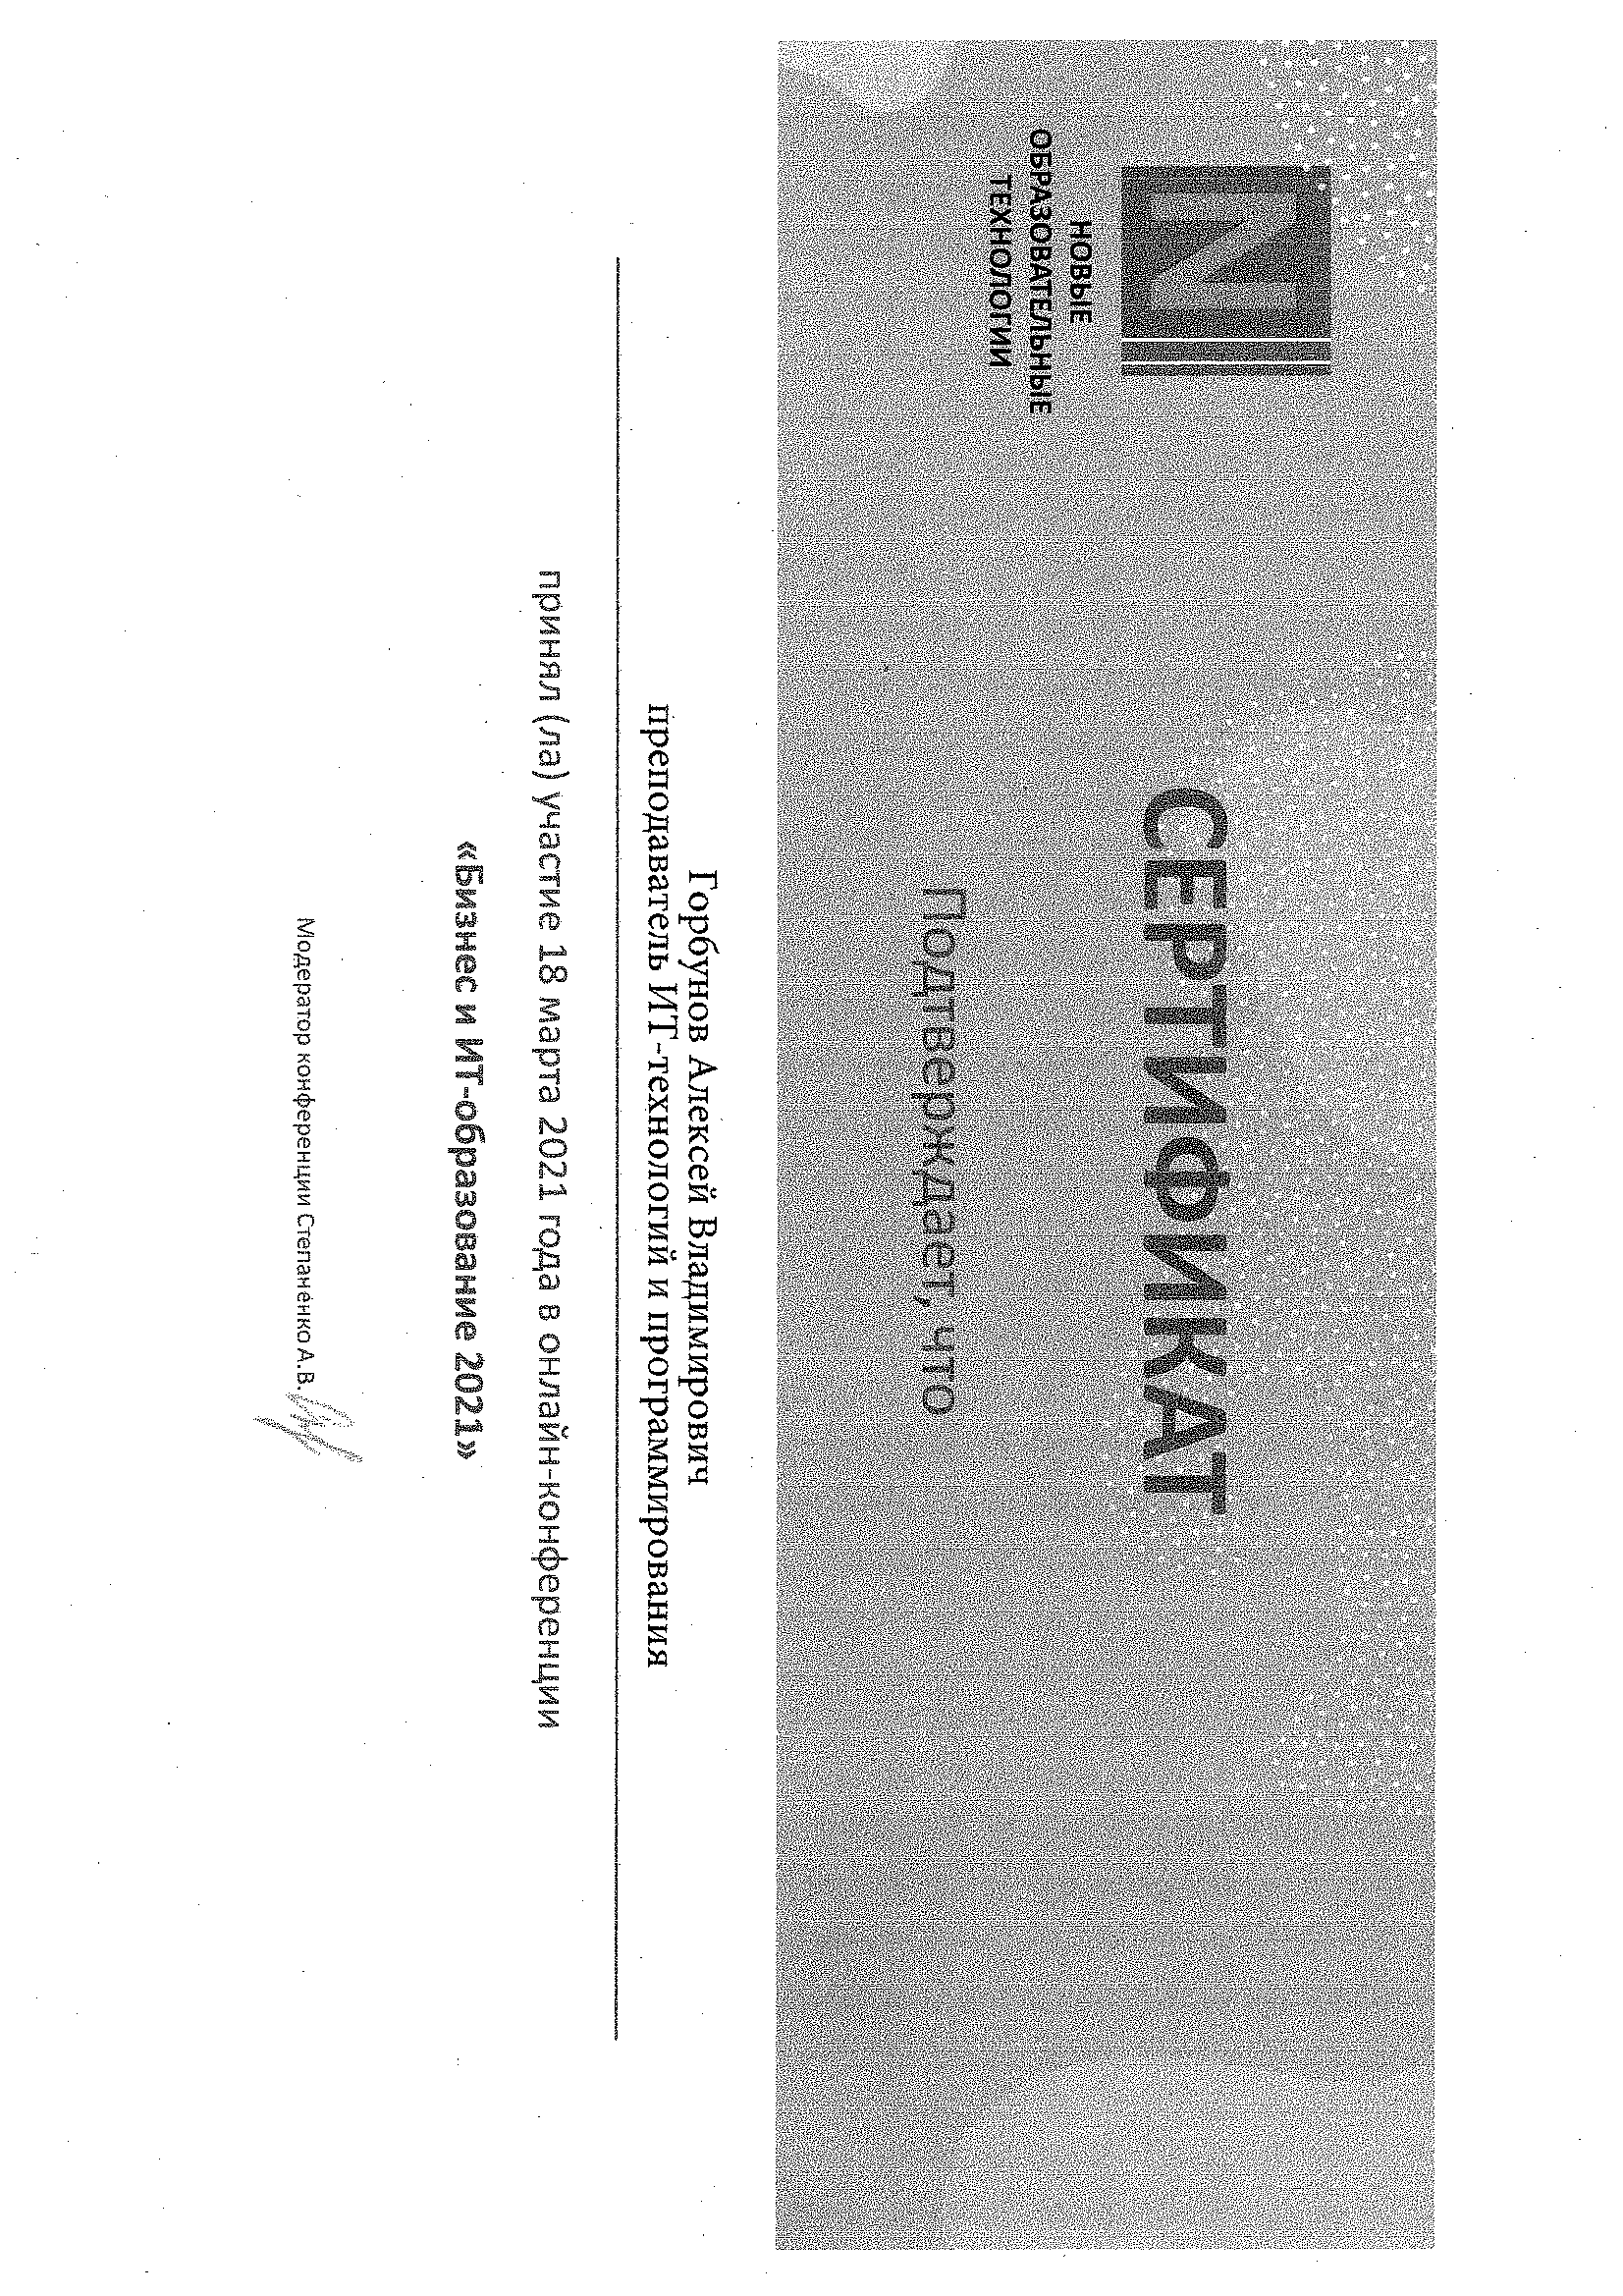 НОВЫЕ
ОБРАЗОВАТЕЛЬНЫЕ
ТЕХНОЛОГИИ
СЕРТИФИКАТ
Подтверждает, что
Горбунов Алексей Владимирович
преподаватель ИТ-технологий и программирования
принял (ла) участие 18 марта 2021 года в онлайн-конференции
«Бизнес и ИТ-образование 2021»
Модератор конференции Степаненко А.В.